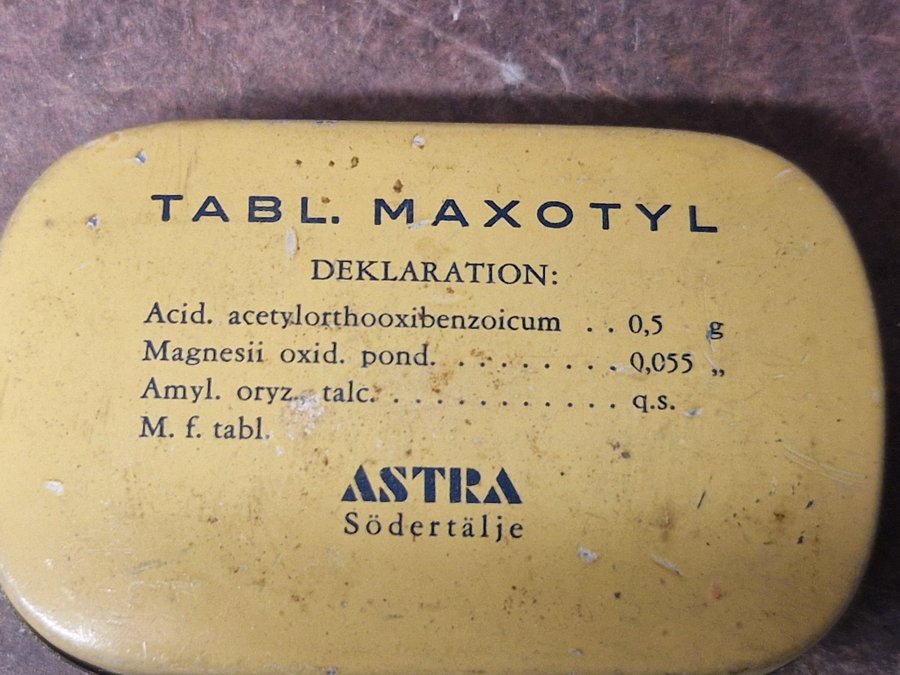 TABL. MAXOTYL
DEKLARATION:
Acid. acetylorthooxibenzoicum . . 0,5 g
Magnesii oxid. pond. . . . . . . . . 0,055 „
Amyl. oryz., talc. . . . . . . . . . . . . q.s.
M. f. tabl.
ASTRA
Södertälje